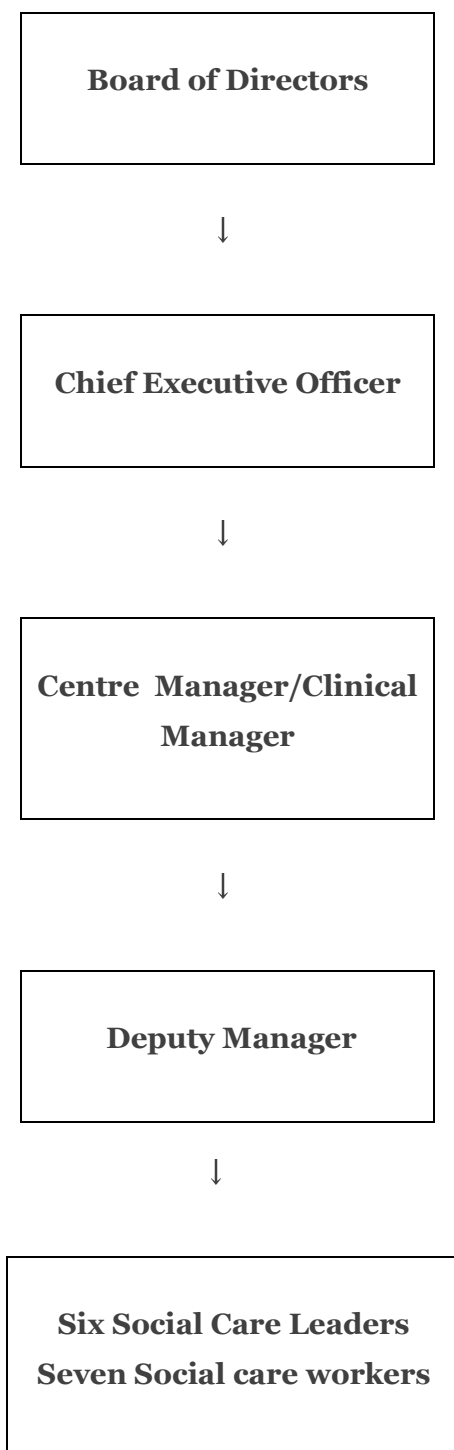 Board of Directors
↓
Chief Executive Officer
↓
Centre Manager/Clinical
Manager
↓
Deputy Manager
↓
Six Social Care Leaders
Seven Social care workers